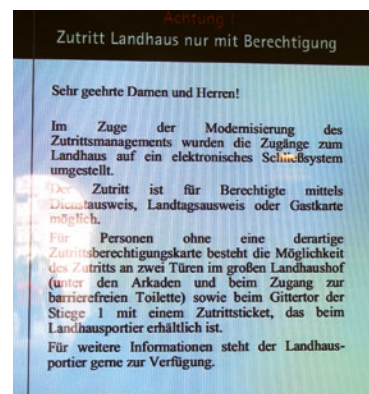 Achtung !
Zutritt Landhaus nur mit Berechtigung
Sehr geehrte Damen und Herren!
Im Zuge der Modernisierung des
Zutrittsmanagements wurden die Zugänge zum
Landhaus auf ein elektronisches Schließsystem
umgestellt.
Der Zutritt ist für Berechtigte mittels
Dienstausweis, Landtagsausweis oder Gastkarte
möglich.
Für Personen ohne eine derartige
Zutrittsberechtigungskarte besteht die Möglichkeit
des Zutritts an zwei Türen im großen Landhaushof
(unter den Arkaden und beim Zugang zur
barrierefreien Toilette) sowie beim Gittertor der
Stiege 1 mit einem Zutrittsticket, das beim
Landhausportier erhältlich ist.
Für weitere Informationen steht der Landhaus-
portier gerne zur Verfügung.